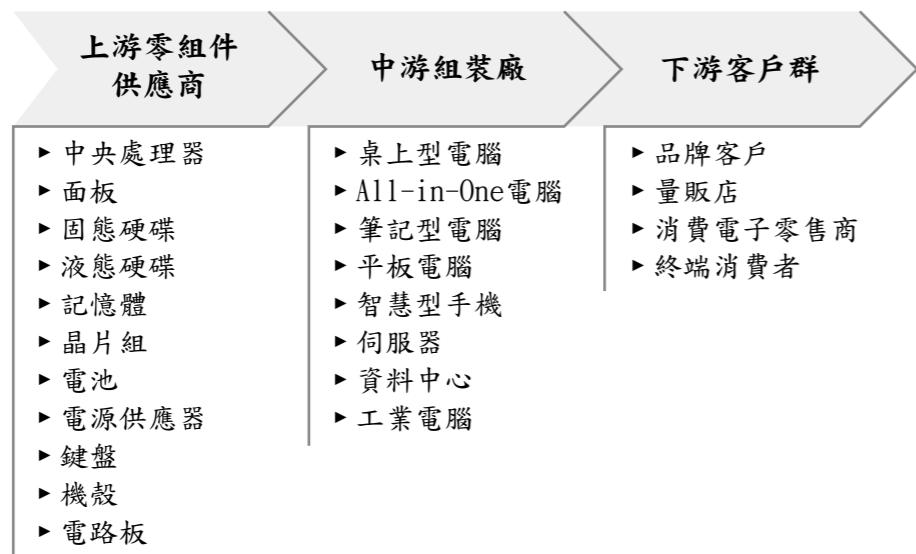 上游零組件
供應商
中游組裝廠
下游客戶群
▸中央處理器
▸面板
▸固態硬碟
▸液態硬碟
▸記憶體
▸晶片組
▸電池
▸電源供應器
▸鍵盤
▸機殼
▸電路板
▸桌上型電腦
▸All-in-One電腦
▸筆記型電腦
▸平板電腦
▸智慧型手機
▸伺服器
▸資料中心
▸工業電腦
▸品牌客戶
▸量販店
▸消費電子零售商
▸終端消費者